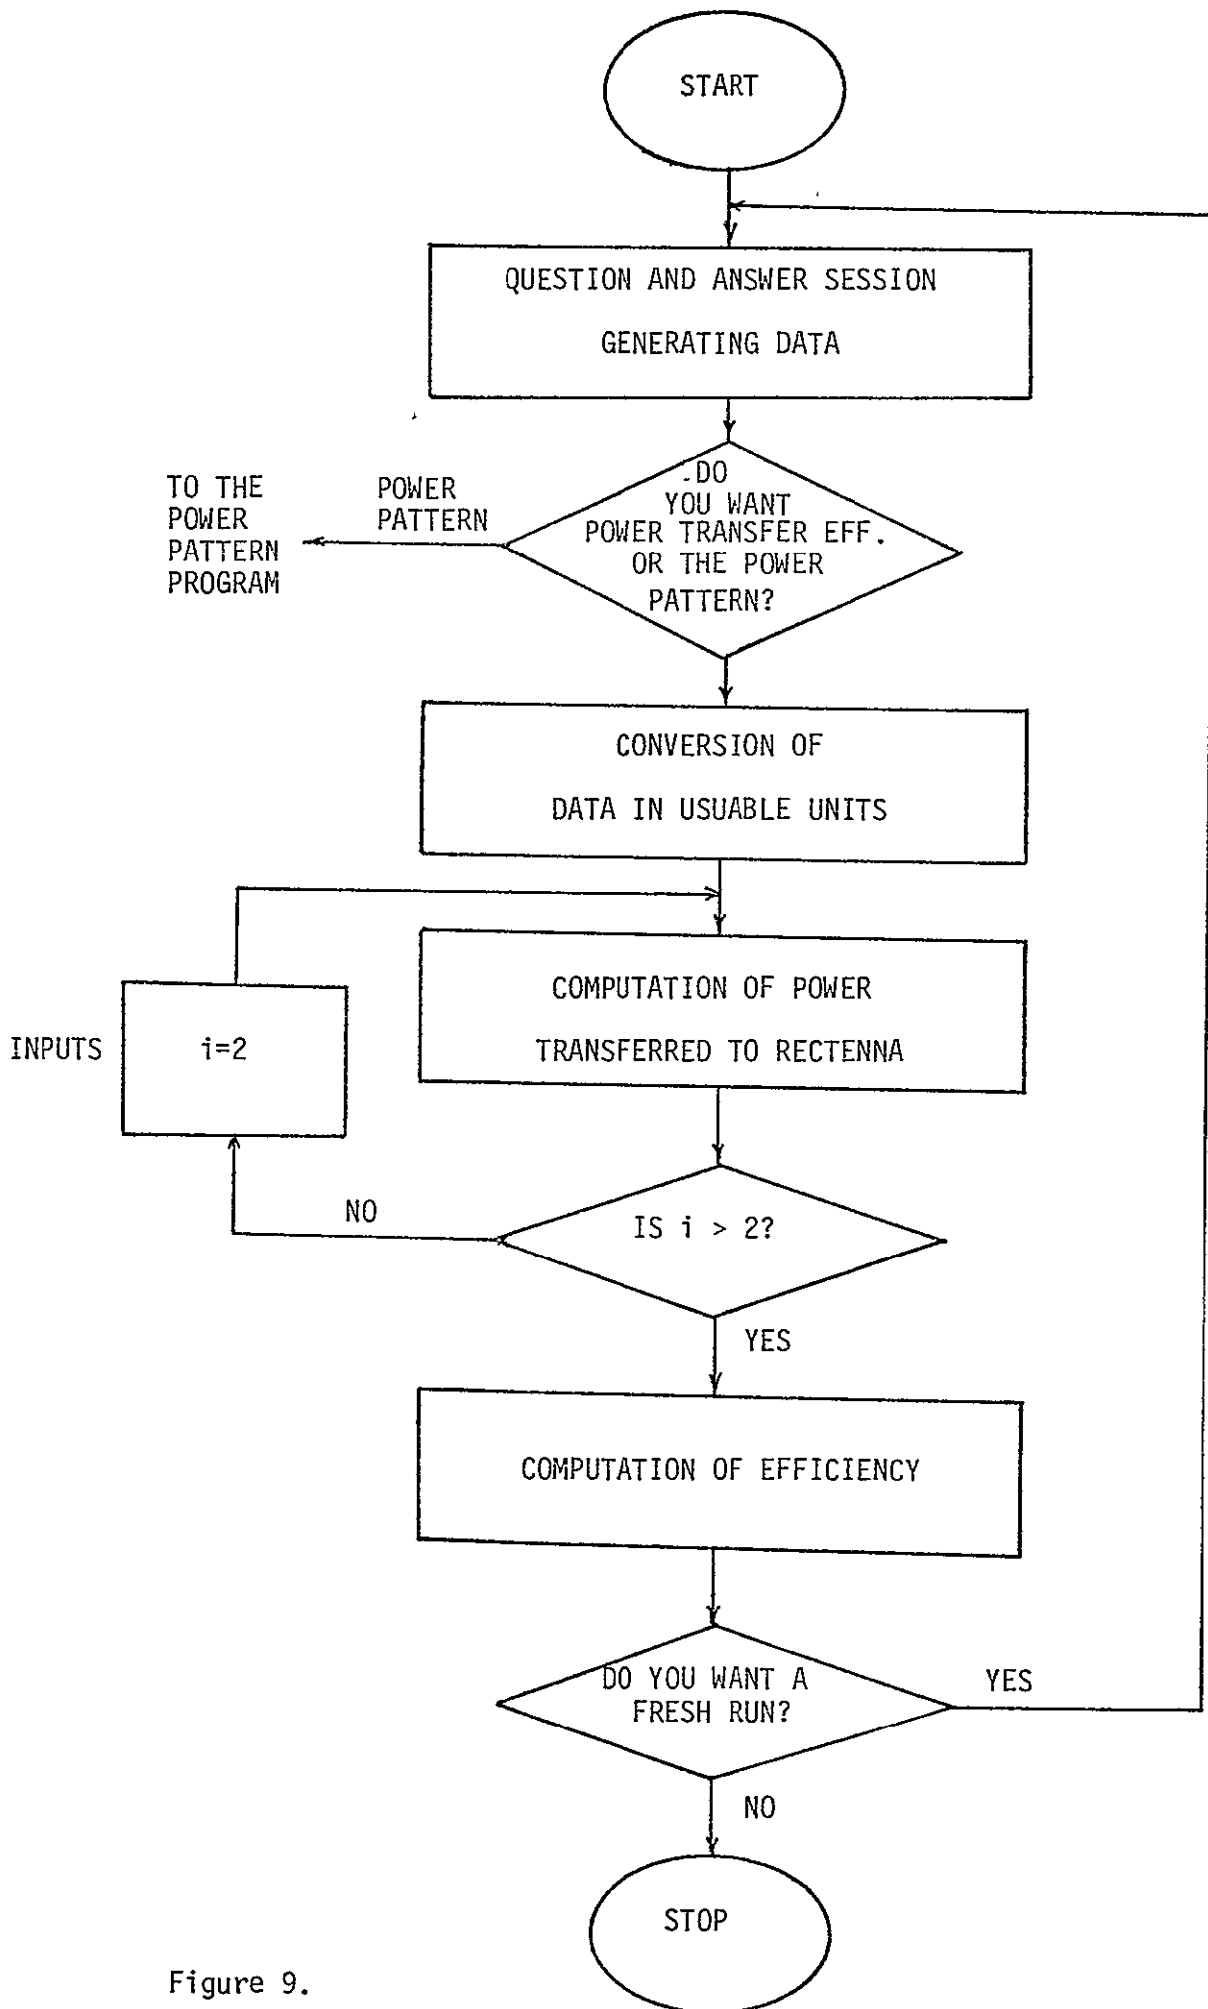 START
QUESTION AND ANSWER SESSION
GENERATING DATA
TO THE
POWER
PATTERN
PROGRAM
POWER
PATTERN
.DO
YOU WANT
POWER TRANSFER EFF.
OR THE POWER
PATTERN?
CONVERSION OF
DATA IN USUABLE UNITS
COMPUTATION OF POWER
TRANSFERRED TO RECTENNA
INPUTS
i=2
NO
IS i > 2?
YES
COMPUTATION OF EFFICIENCY
DO YOU WANT A
FRESH RUN?
YES
NO
STOP
Figure 9.